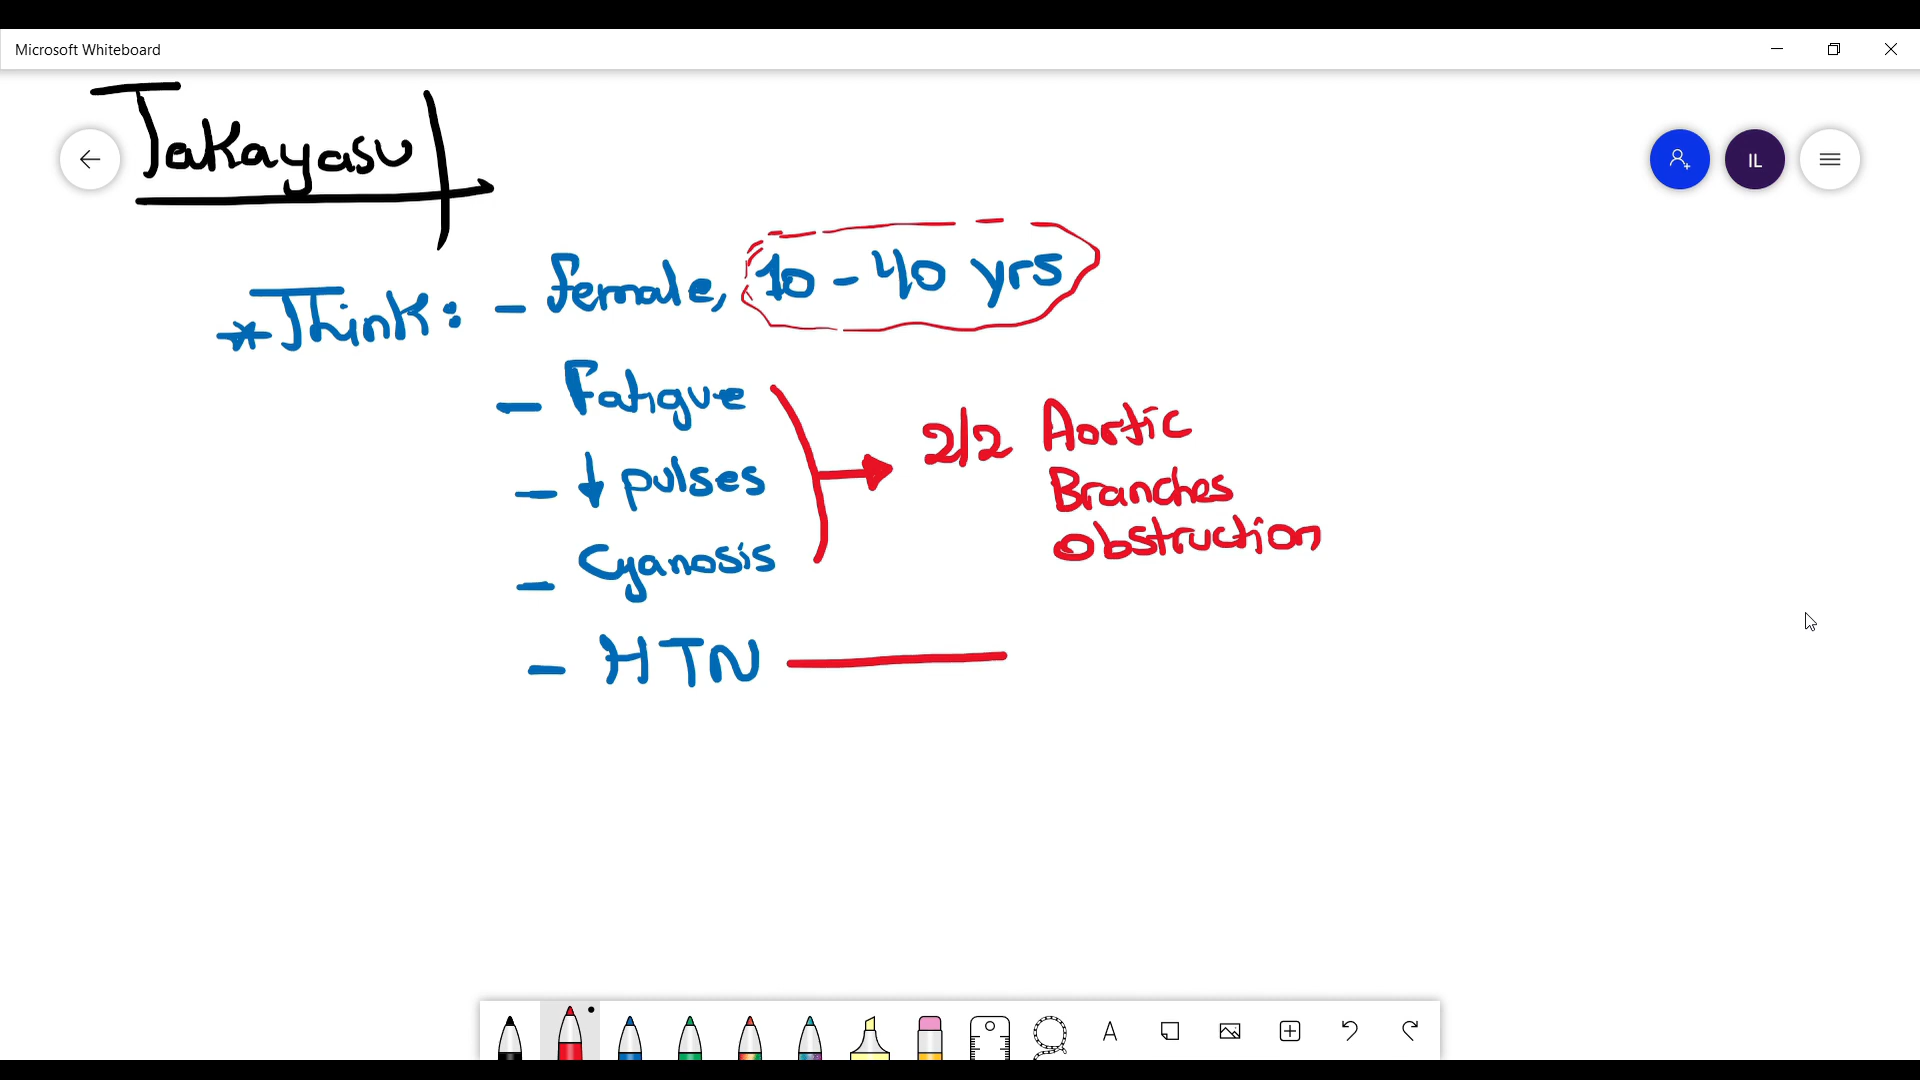 Microsoft Whiteboard
Takayasu
IL
*Think: - female, 10-40 yrs
- Fatigue
2/2 Aortic
Branches
obstruction
- ↓ pulses
- Cyanosis
- HTN
A